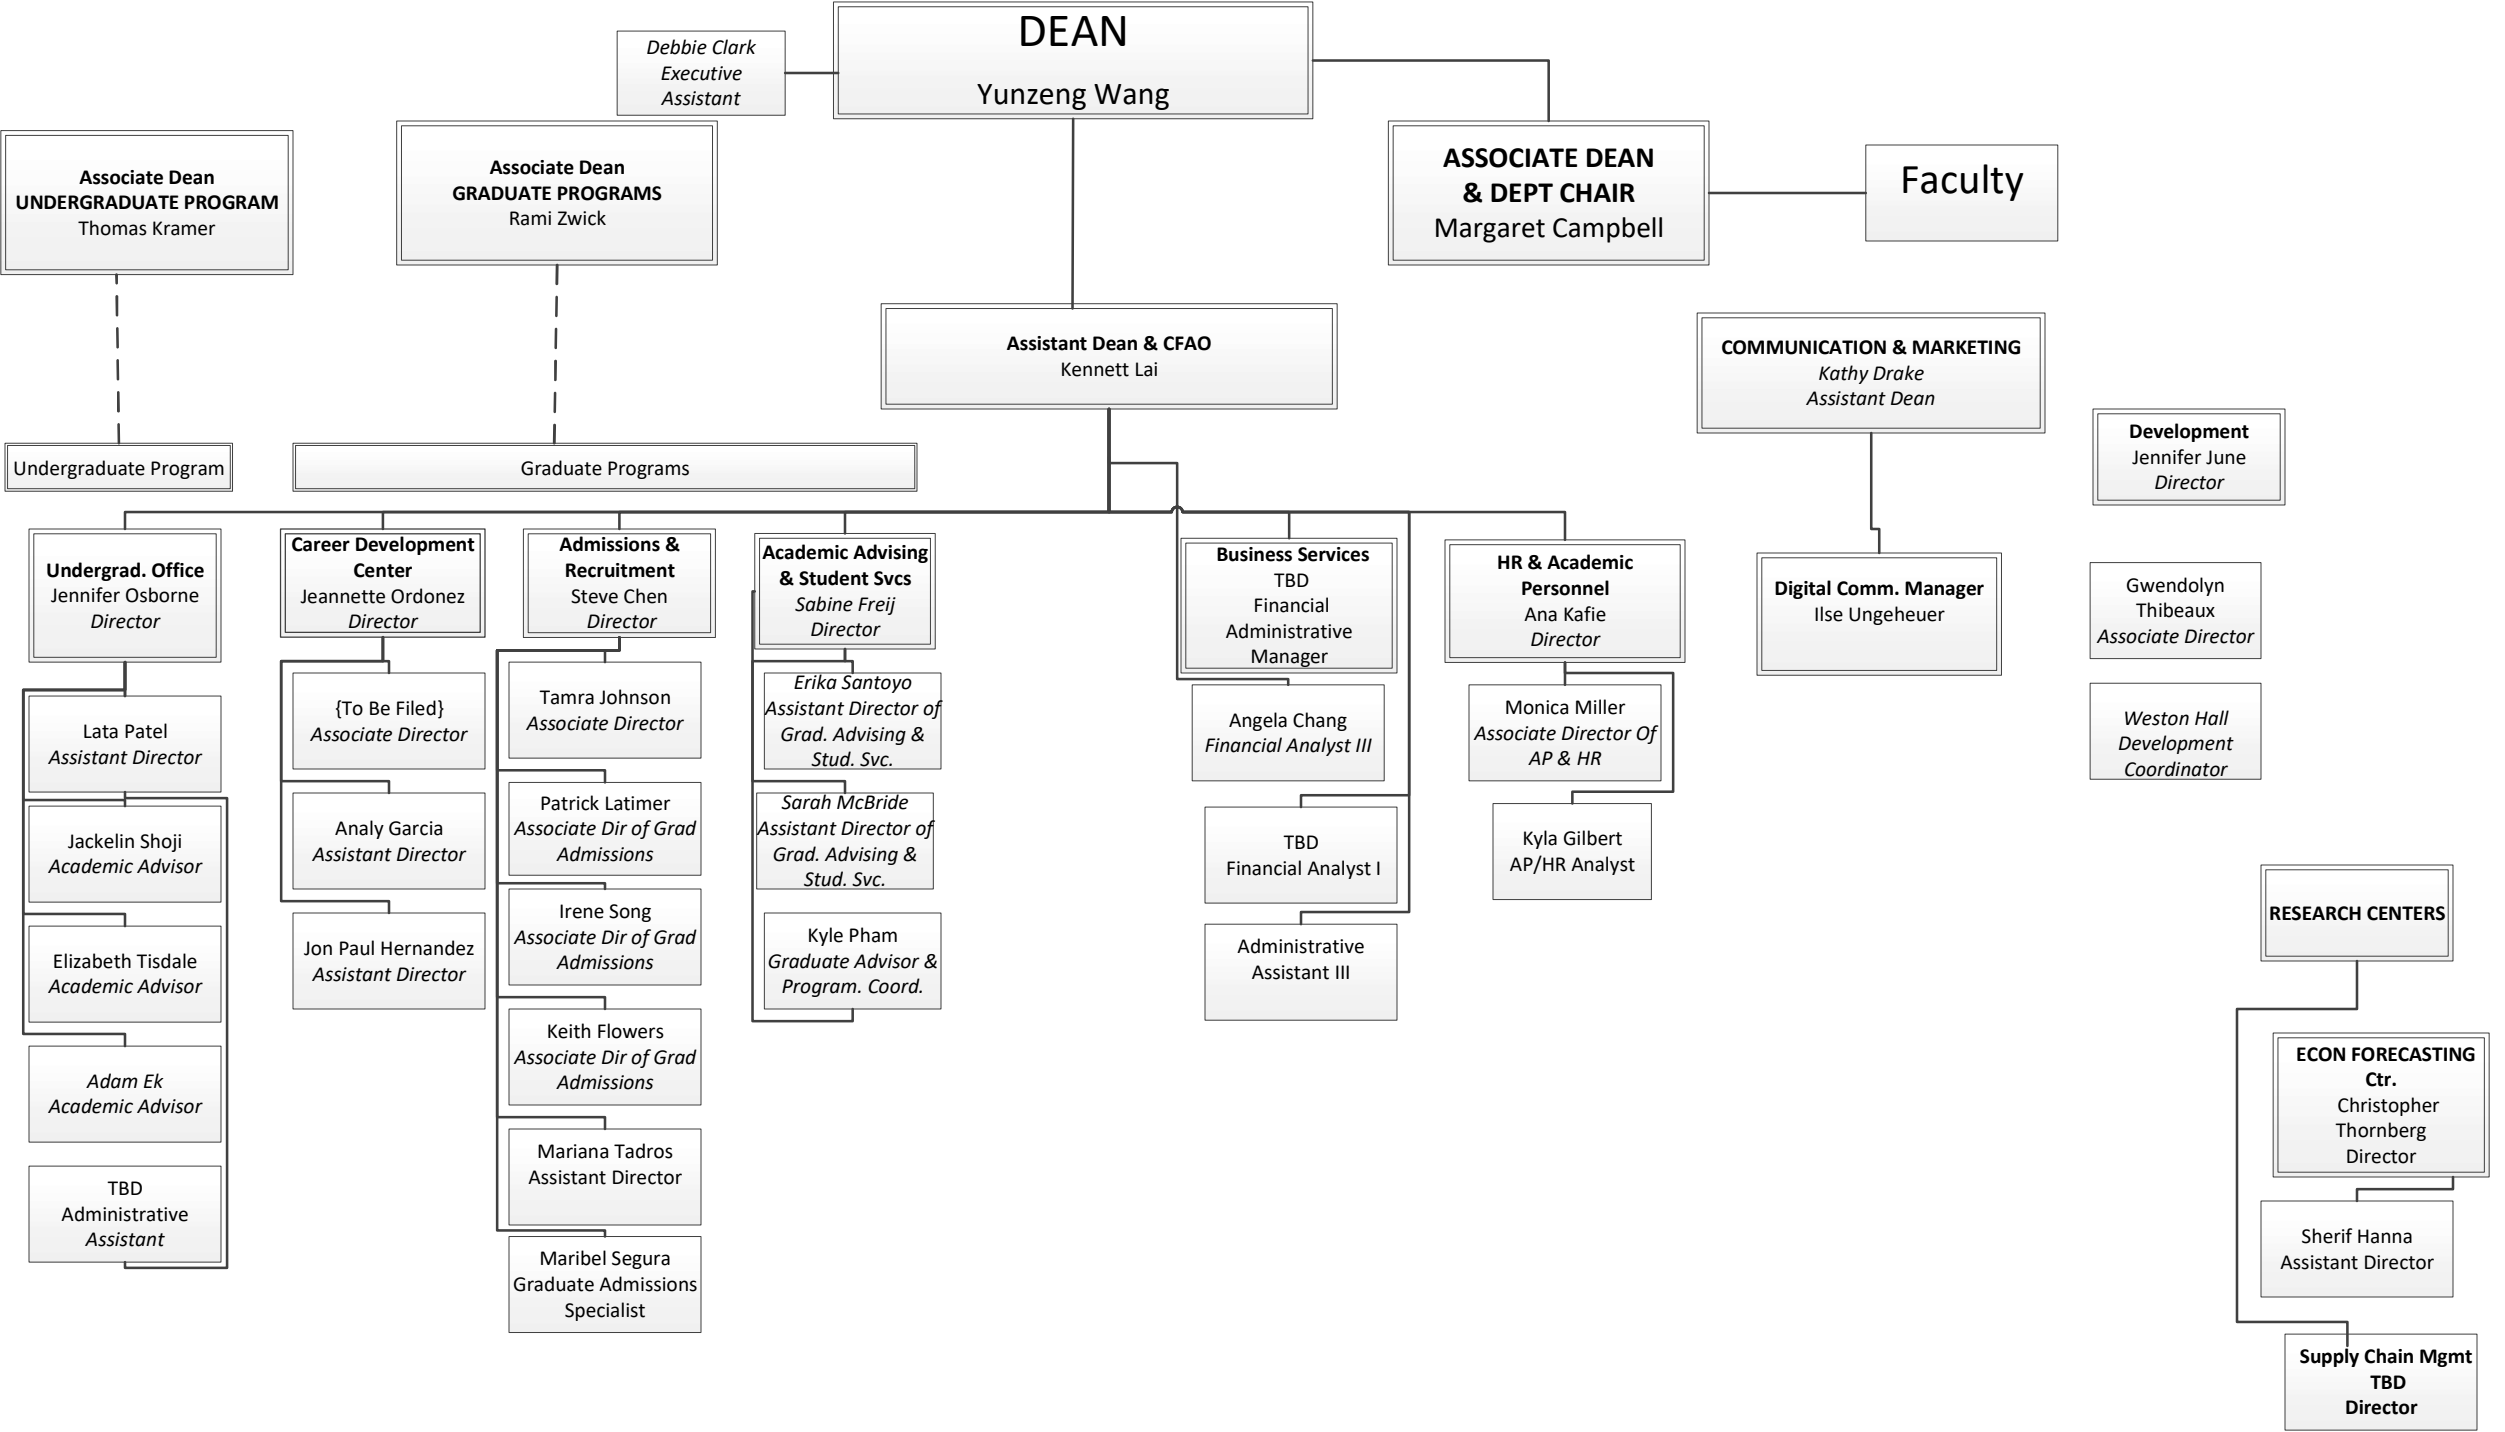 DEAN
Yunzeng Wang
Debbie Clark
Executive
Assistant
Associate Dean
UNDERGRADUATE PROGRAM
Thomas Kramer
Associate Dean
GRADUATE PROGRAMS
Rami Zwick
ASSOCIATE DEAN
& DEPT CHAIR
Margaret Campbell
Faculty
Assistant Dean & CFAO
Kennett Lai
COMMUNICATION & MARKETING
Kathy Drake
Assistant Dean
Development
Jennifer June
Director
Undergraduate Program
Graduate Programs
Undergrad. Office
Jennifer Osborne
Director
Career Development
Center
Jeannette Ordonez
Director
Admissions &
Recruitment
Steve Chen
Director
Academic Advising
& Student Svcs
Sabine Freij
Director
Business Services
TBD
Financial
Administrative
Manager
HR & Academic
Personnel
Ana Kafie
Director
Digital Comm. Manager
Ilse Ungeheuer
Gwendolyn
Thibeaux
Associate Director
Weston Hall
Development
Coordinator
Lata Patel
Assistant Director
Jackelin Shoji
Academic Advisor
Elizabeth Tisdale
Academic Advisor
Adam Ek
Academic Advisor
TBD
Administrative
Assistant
{To Be Filed}
Associate Director
Analy Garcia
Assistant Director
Jon Paul Hernandez
Assistant Director
Tamra Johnson
Associate Director
Patrick Latimer
Associate Dir of Grad
Admissions
Irene Song
Associate Dir of Grad
Admissions
Keith Flowers
Associate Dir of Grad
Admissions
Mariana Tadros
Assistant Director
Maribel Segura
Graduate Admissions
Specialist
Erika Santoyo
Assistant Director of
Grad. Advising &
Stud. Svc.
Sarah McBride
Assistant Director of
Grad. Advising &
Stud. Svc.
Kyle Pham
Graduate Advisor &
Program. Coord.
Angela Chang
Financial Analyst III
TBD
Financial Analyst I
Administrative
Assistant III
Monica Miller
Associate Director Of
AP & HR
Kyla Gilbert
AP/HR Analyst
RESEARCH CENTERS
ECON FORECASTING
Ctr.
Christopher
Thornberg
Director
Sherif Hanna
Assistant Director
Supply Chain Mgmt
TBD
Director